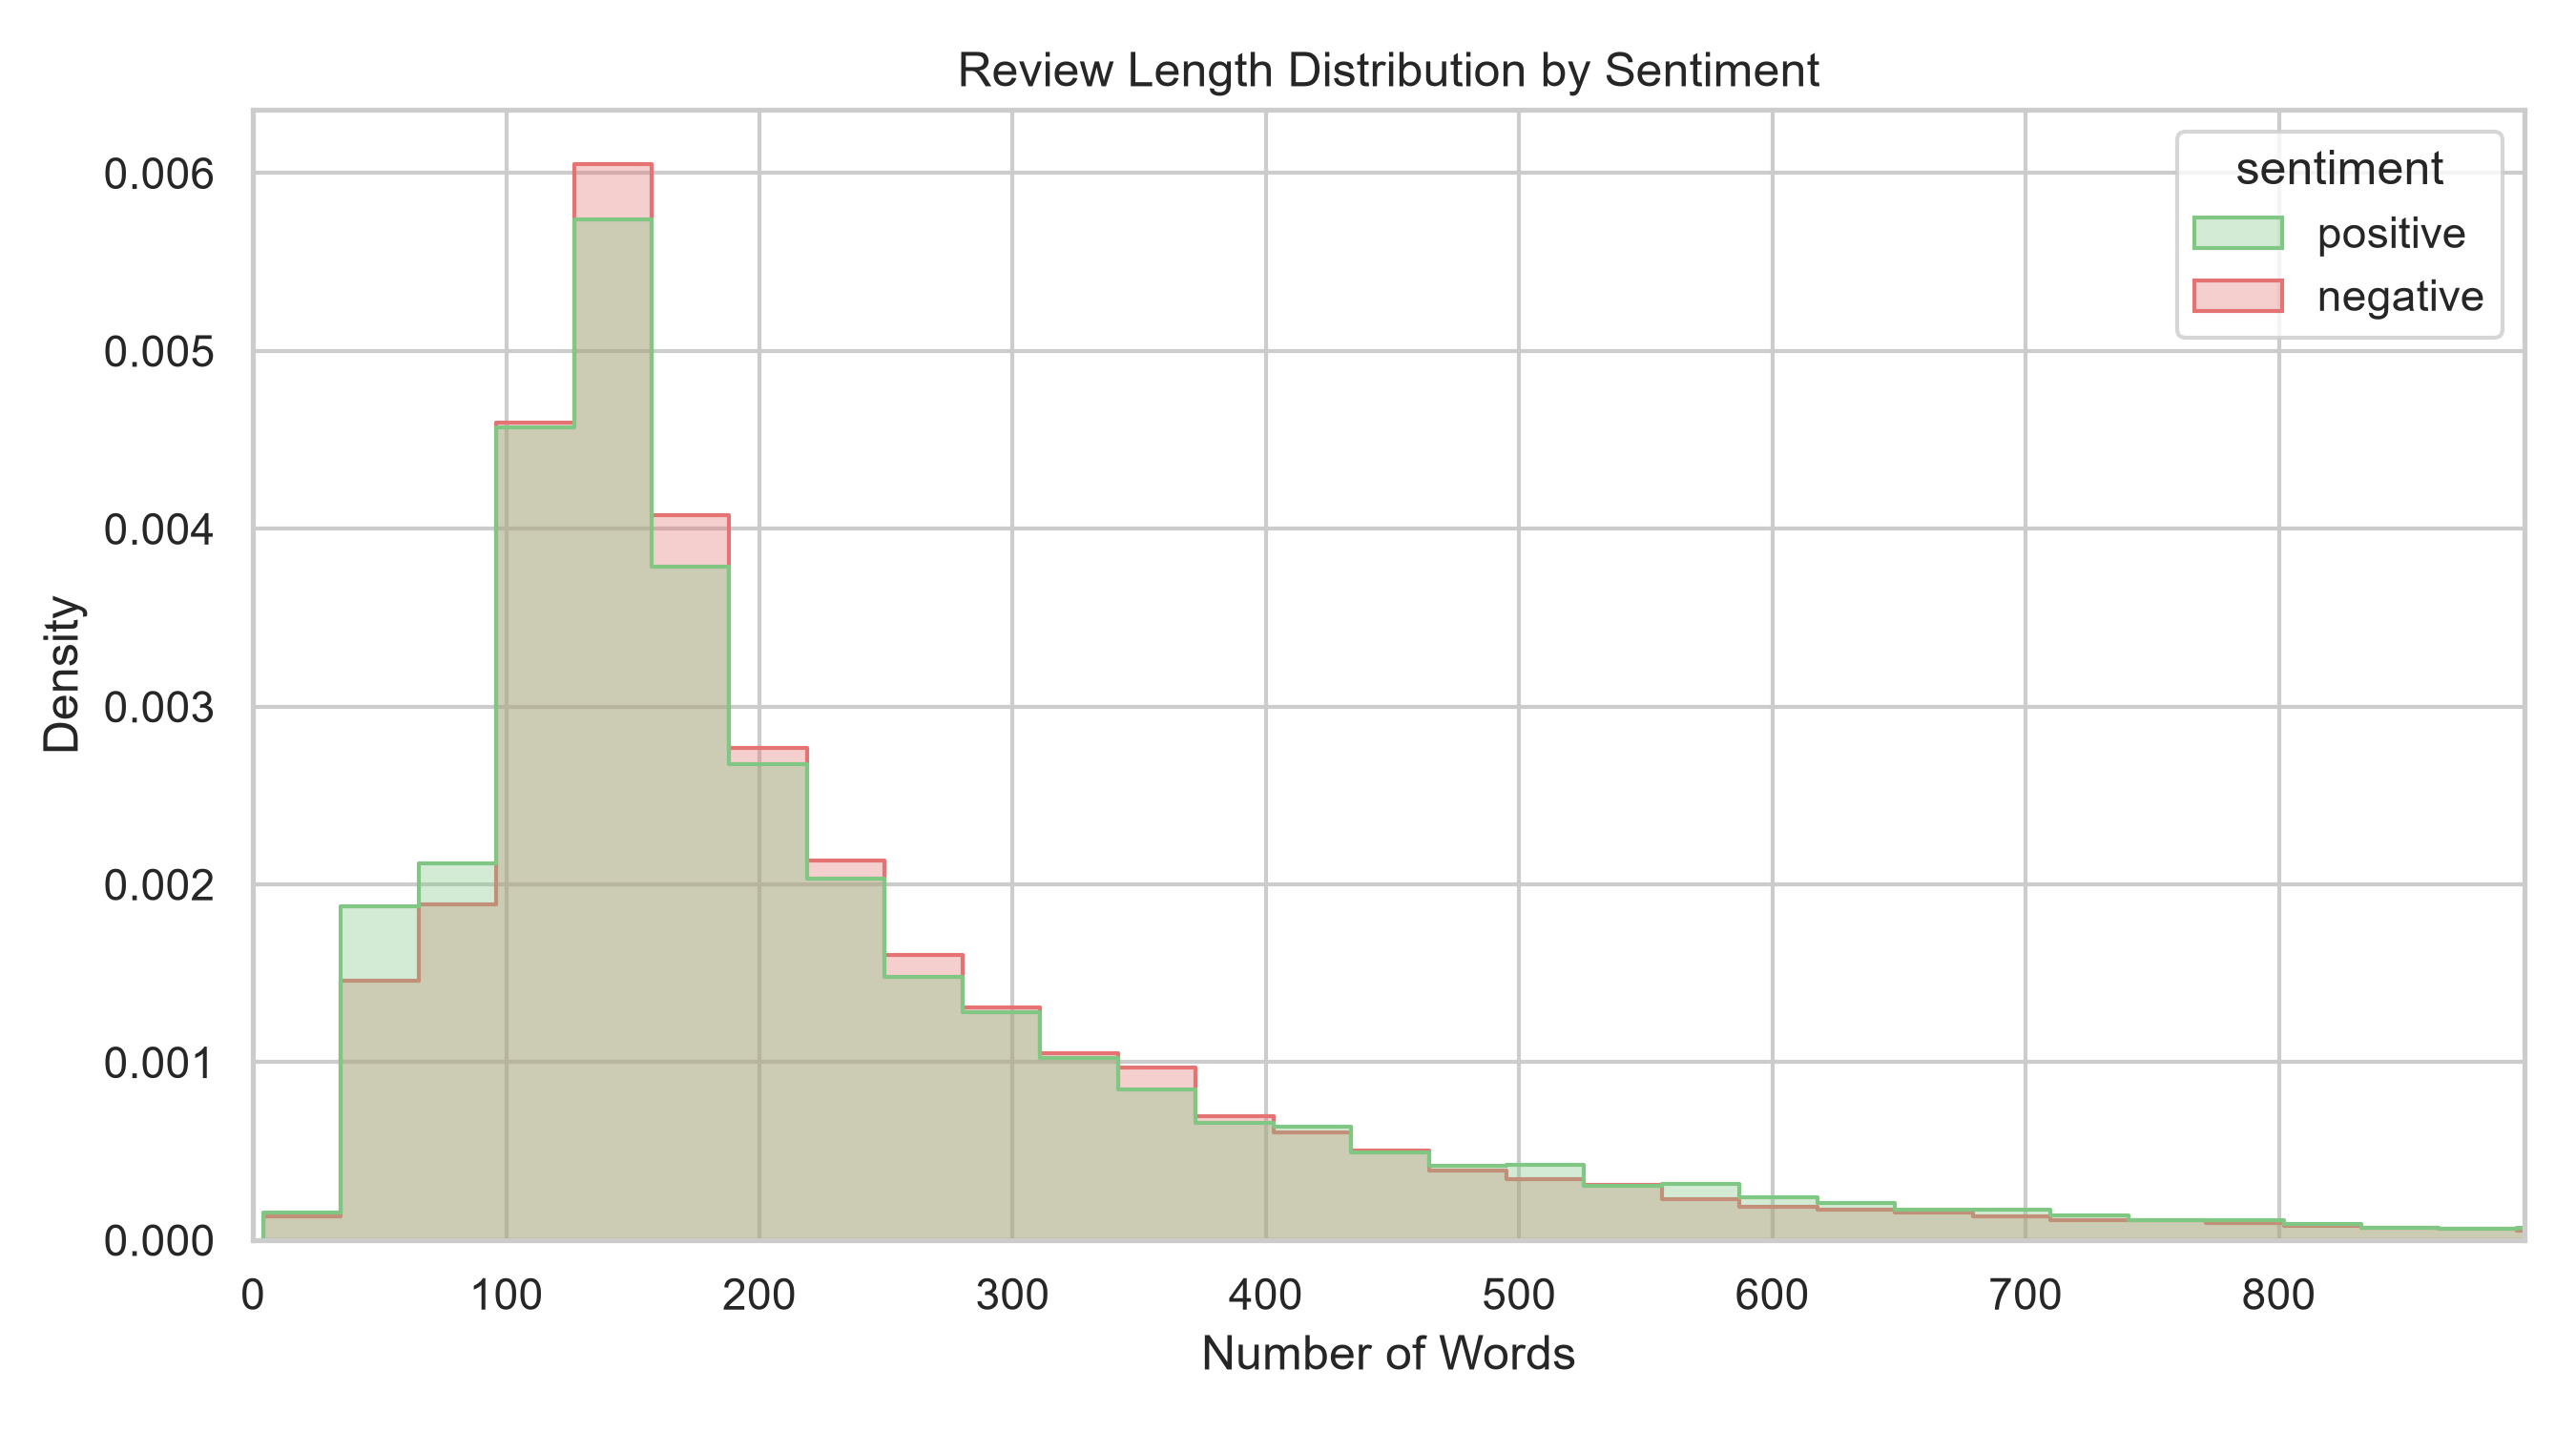 Review Length Distribution by Sentiment
sentiment
positive
negative
Density
0.006
0.005
0.004
0.003
0.002
0.001
0.000
0 100 200 300 400 500 600 700 800
Number of Words